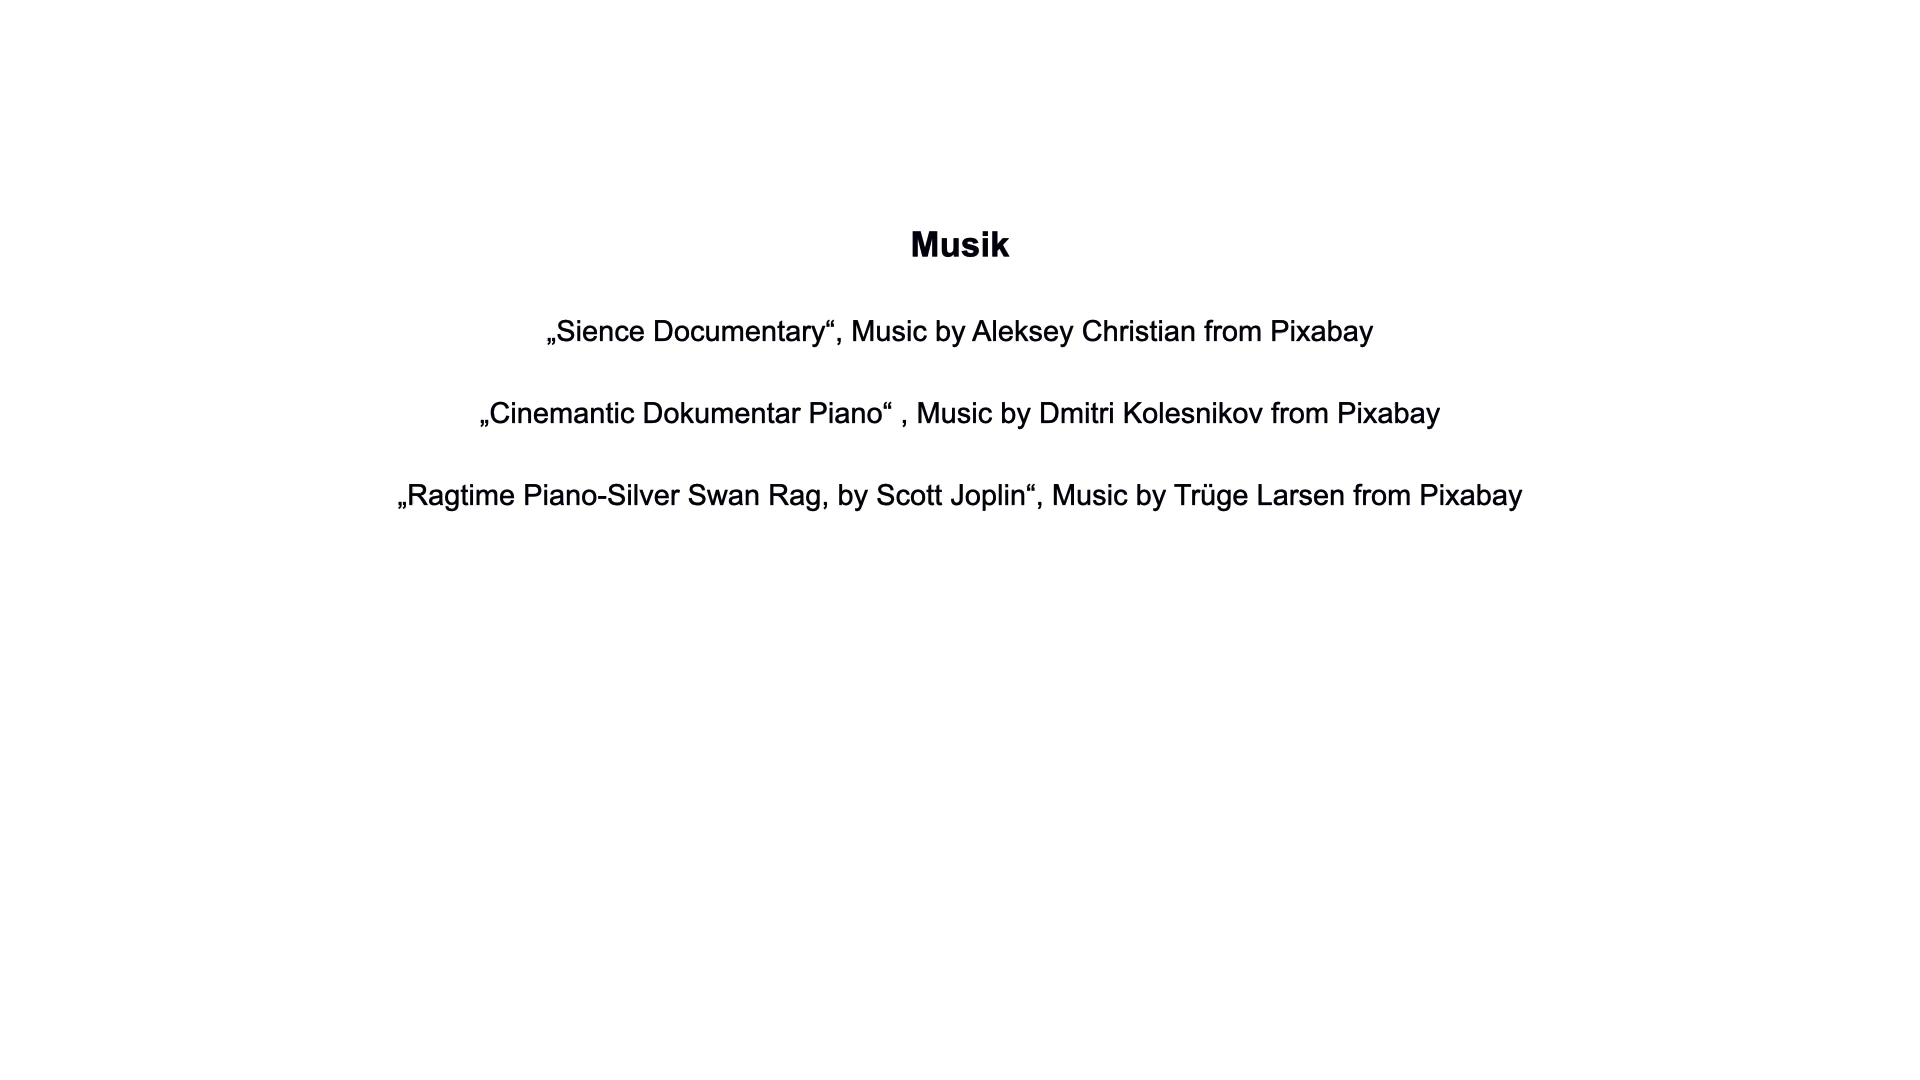 Musik
„Sience Documentary“, Music by Aleksey Christian from Pixabay
„Cinemantic Dokumentar Piano“ , Music by Dmitri Kolesnikov from Pixabay
„Ragtime Piano-Silver Swan Rag, by Scott Joplin“, Music by Trüge Larsen from Pixabay